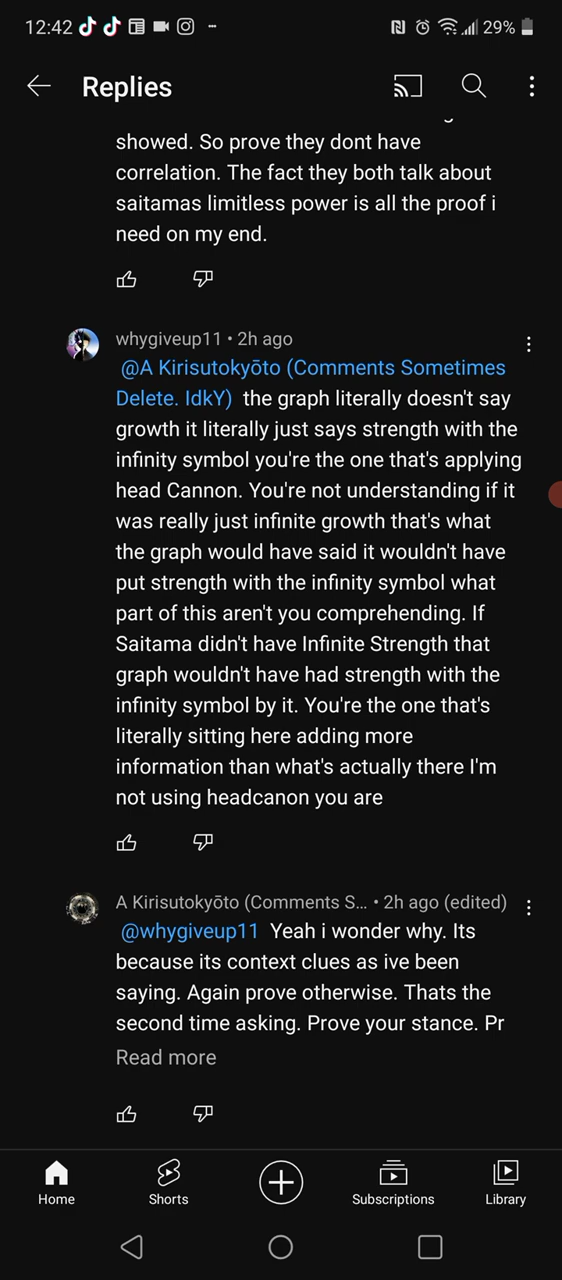 12:42
29%
Replies
showed. So prove they dont have
correlation. The fact they both talk about
saitamas limitless power is all the proof i
need on my end.
whygiveup11 • 2h ago
@A Kirisutokyōto (Comments Sometimes
Delete. IdkY) the graph literally doesn't say
growth it literally just says strength with the
infinity symbol you're the one that's applying
head Cannon. You're not understanding if it
was really just infinite growth that's what
the graph would have said it wouldn't have
put strength with the infinity symbol what
part of this aren't you comprehending. If
Saitama didn't have Infinite Strength that
graph wouldn't have had strength with the
infinity symbol by it. You're the one that's
literally sitting here adding more
information than what's actually there I'm
not using headcanon you are
A Kirisutokyōto (Comments S... • 2h ago (edited)
@whygiveup11 Yeah i wonder why. Its
because its context clues as ive been
saying. Again prove otherwise. Thats the
second time asking. Prove your stance. Pr
Read more
Home
Shorts
Subscriptions
Library